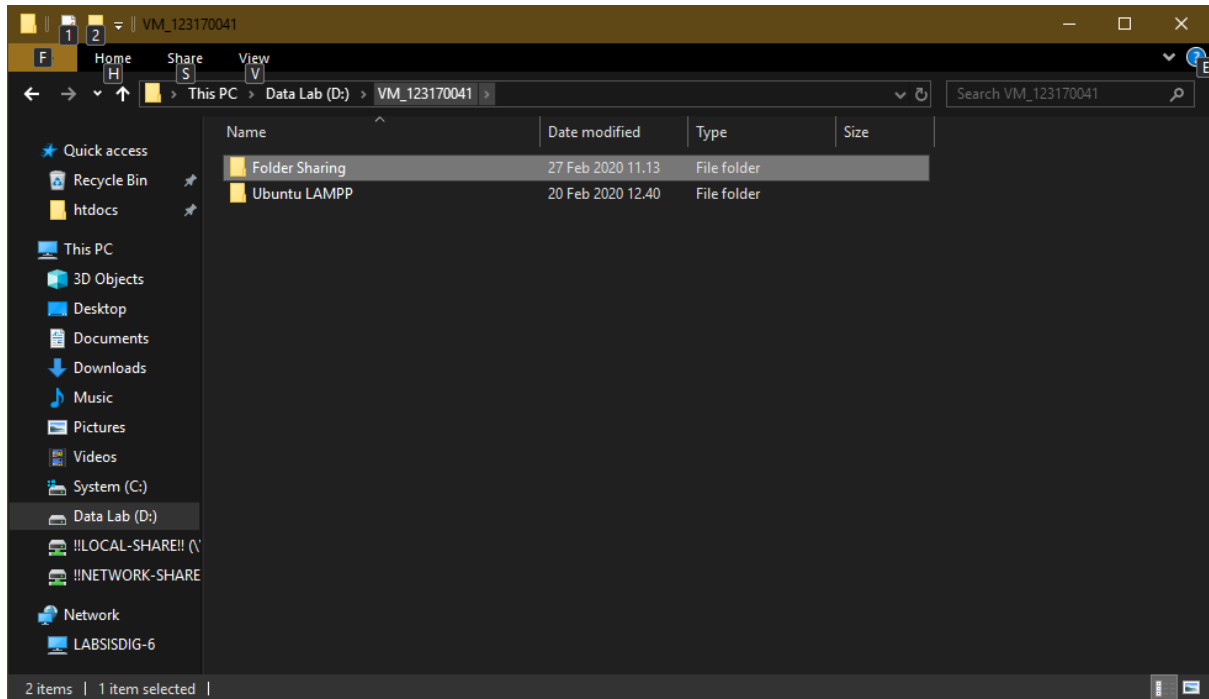 VM_123170041
1 2
F Home Share View
H S V
E
This PC > Data Lab (D:) > VM_123170041 >
Search VM_123170041
Name Date modified Type Size
Quick access
Recycle Bin
htdocs
This PC
3D Objects
Desktop
Documents
Downloads
Music
Pictures
Videos
System (C:)
Data Lab (D:)
!!LOCAL-SHARE!! (\'
!!NETWORK-SHARE
Network
LABSISDIG-6
Folder Sharing 27 Feb 2020 11.13 File folder
Ubuntu LAMPP 20 Feb 2020 12.40 File folder
2 items | 1 item selected |